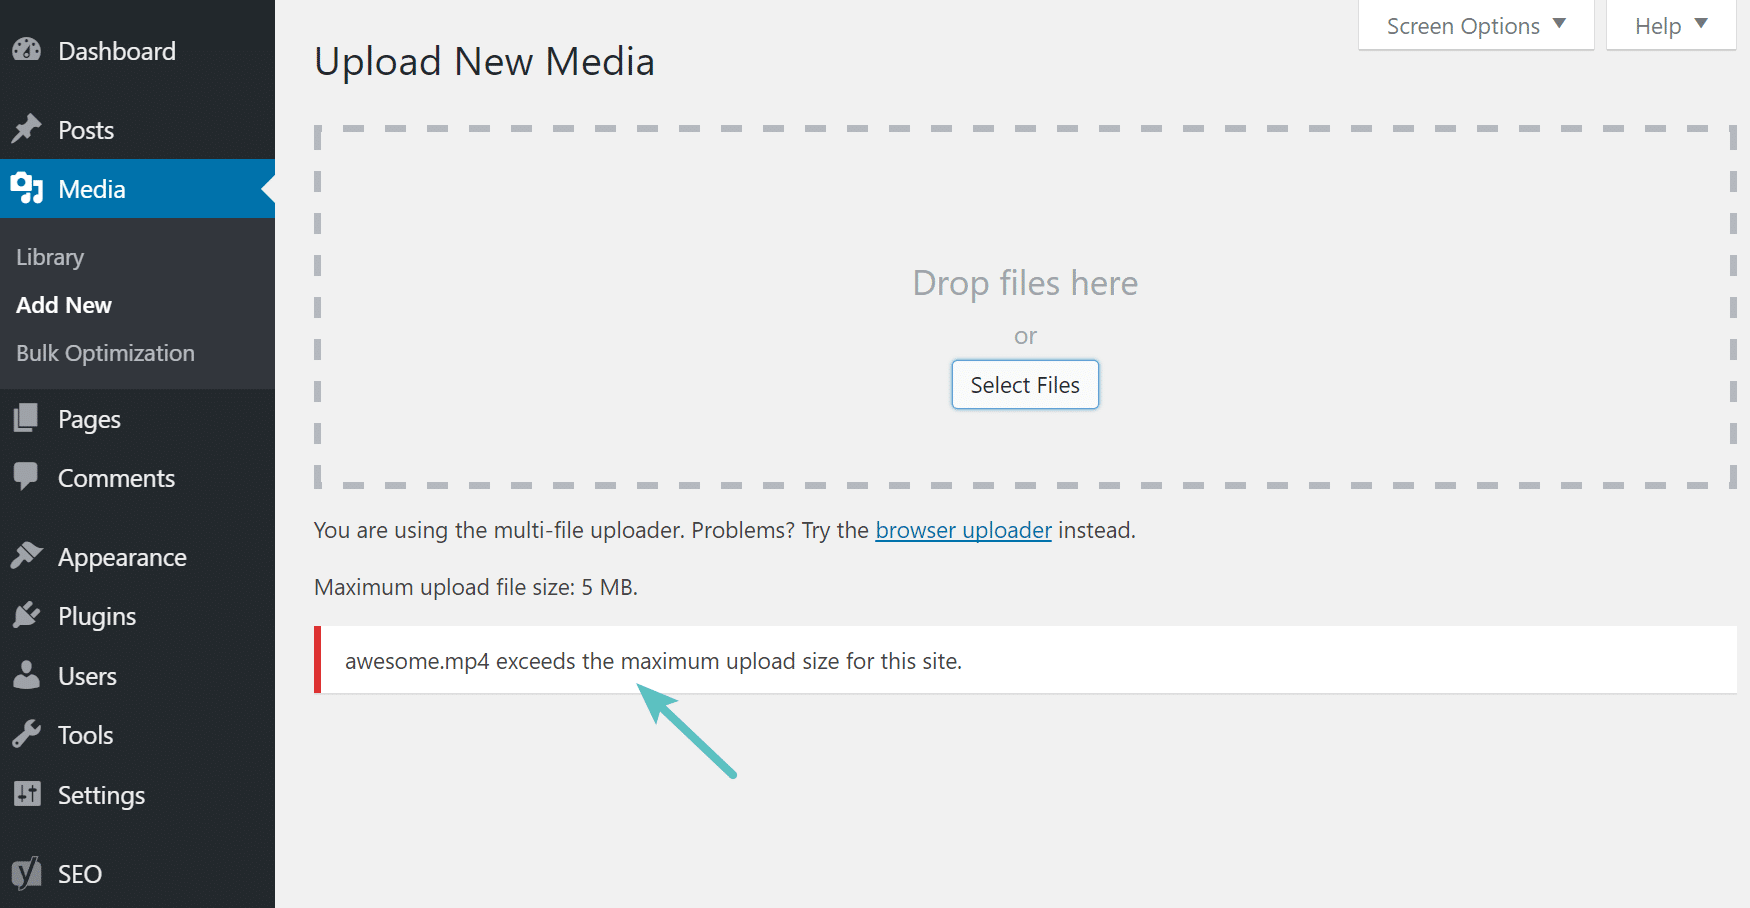 Dashboard
Posts
Media
Library
Add New
Bulk Optimization
Pages
Comments
Appearance
Plugins
Users
Tools
Settings
SEO
Screen Options
Help
Upload New Media
Drop files here
or
Select Files
You are using the multi-file uploader. Problems? Try the browser uploader instead.
Maximum upload file size: 5 MB.
awesome.mp4 exceeds the maximum upload size for this site.